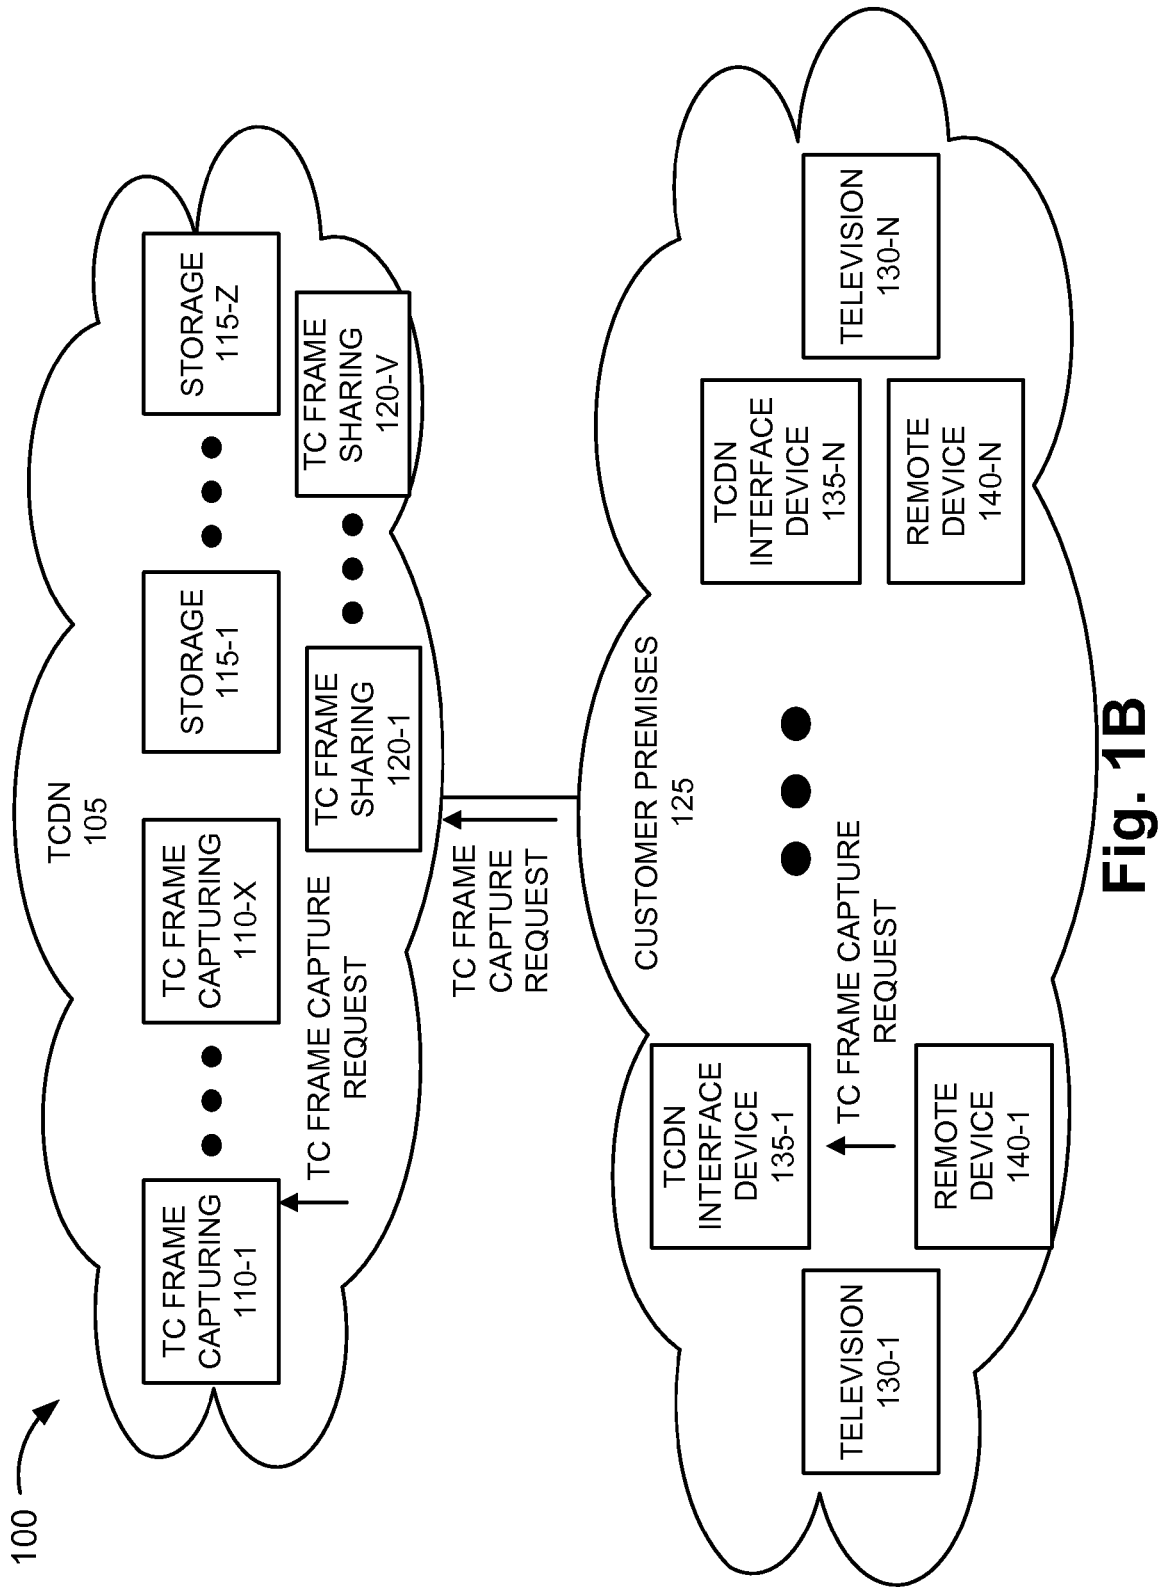 100
TCDN
105
TC FRAME
CAPTURING
110-1
TC FRAME
CAPTURING
110-X
STORAGE
115-1
STORAGE
115-Z
TC FRAME CAPTURE
REQUEST
TC FRAME
SHARING
120-1
TC FRAME
SHARING
120-V
TC FRAME
CAPTURE
REQUEST
CUSTOMER PREMISES
125
TCDN
INTERFACE
DEVICE
135-1
TCDN
INTERFACE
DEVICE
135-N
TELEVISION
130-1
TC FRAME CAPTURE
REQUEST
TELEVISION
130-N
REMOTE
DEVICE
140-1
REMOTE
DEVICE
140-N
Fig. 1B